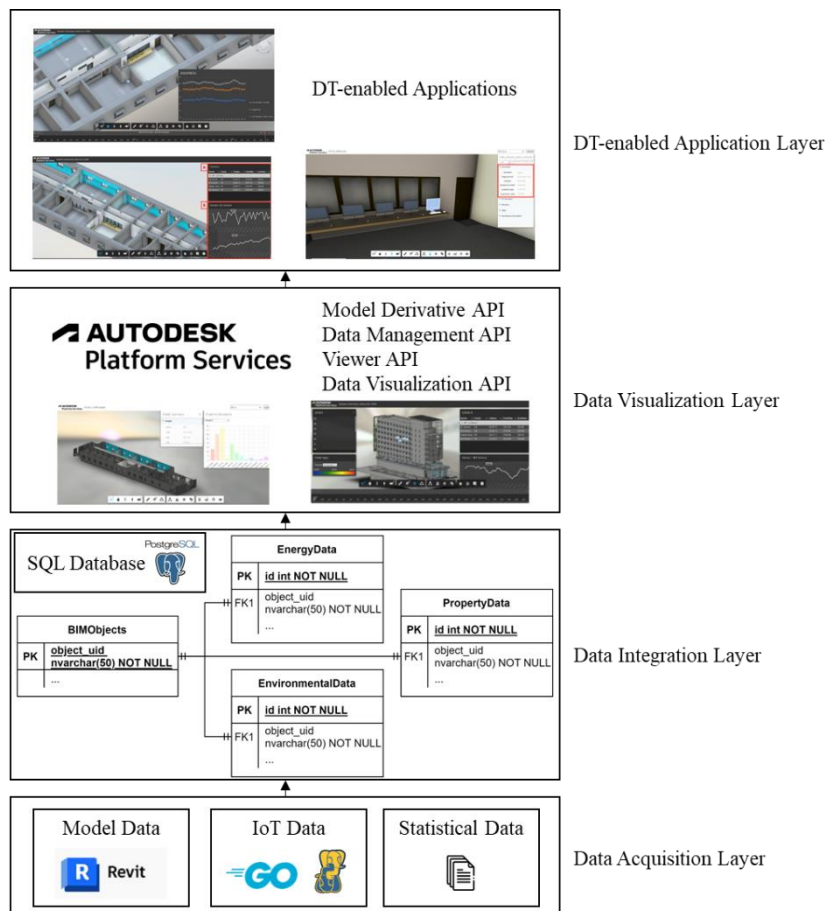 DT-enabled Applications
DT-enabled Application Layer
AUTODESK
Platform Services
Model Derivative API
Data Management API
Viewer API
Data Visualization API
Data Visualization Layer
SQL Database
PostgreSQL
EnergyData
PK id int NOT NULL
FK1 object_uid
nvarchar(50) NOT NULL
...
BIMObjects
PK object_uid
nvarchar(50) NOT NULL
...
PropertyData
PK id int NOT NULL
FK1 object_uid
nvarchar(50) NOT NULL
...
EnvironmentalData
PK id int NOT NULL
FK1 object_uid
nvarchar(50) NOT NULL
...
Data Integration Layer
Model Data
R Revit
IoT Data
GO
Statistical Data
Data Acquisition Layer